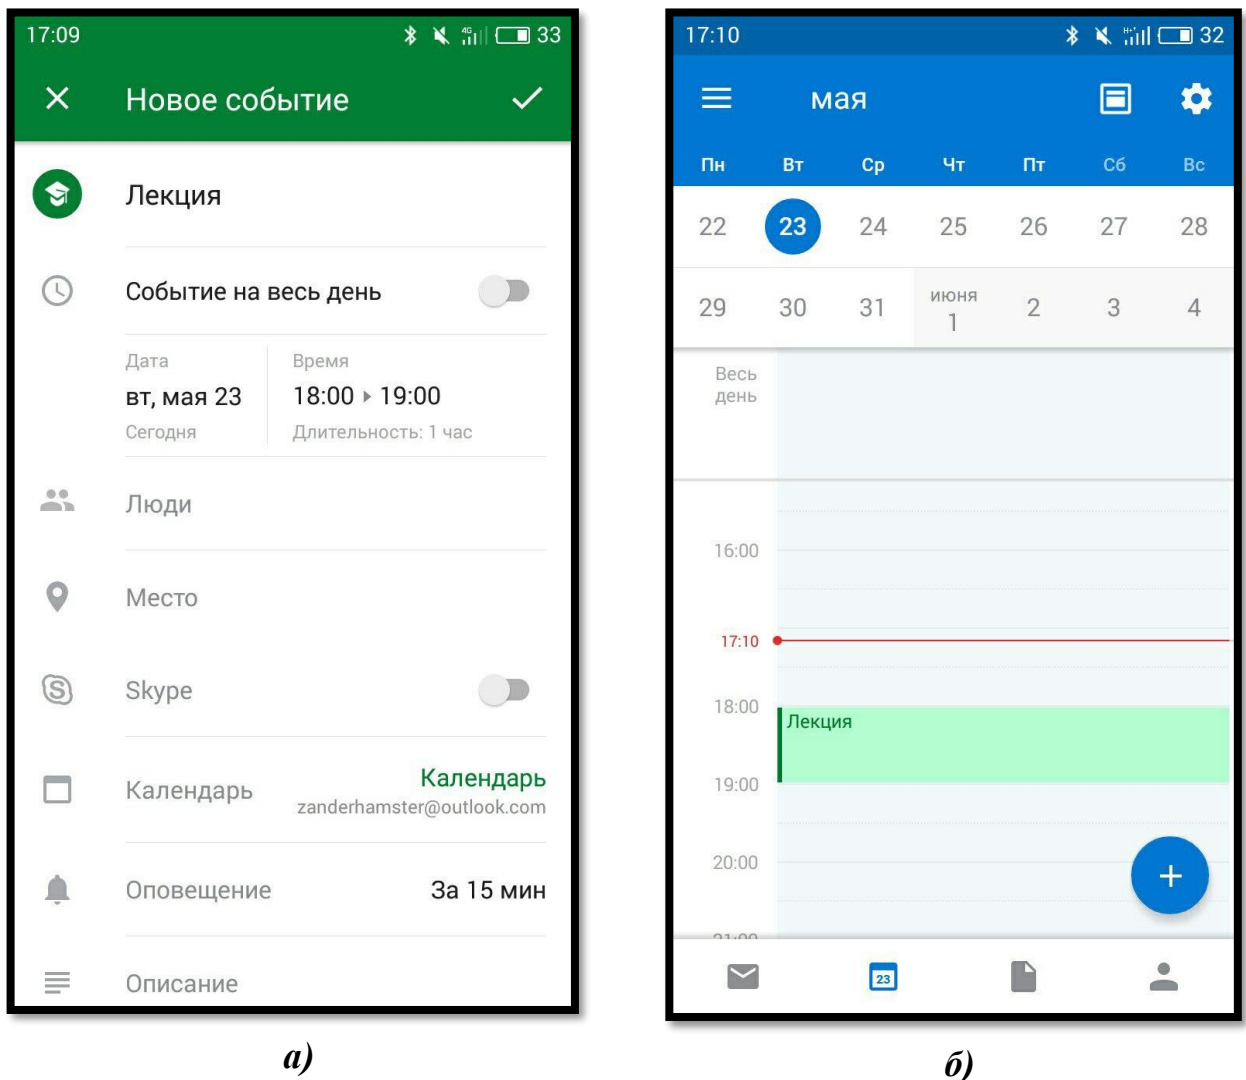 17:09
4G
33
Новое событие
Лекция
Событие на весь день
Дата
Время
вт, мая 23
18:00 ▸ 19:00
Сегодня
Длительность: 1 час
Люди
Место
Skype
Календарь
Календарь
zanderhamster@outlook.com
Оповещение
За 15 мин
Описание
а)
17:10
H+
32
мая
Пн Вт Ср Чт Пт Сб Вс
22 23 24 25 26 27 28
29 30 31 июня 1 2 3 4
Весь
день
16:00
17:10
18:00
Лекция
19:00
20:00
21:00
23
б)